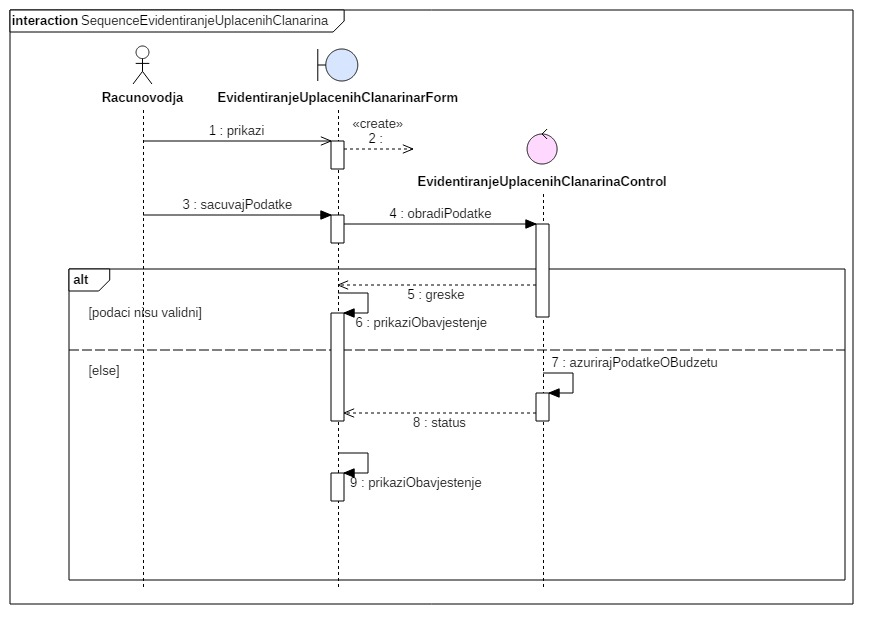 interaction SequenceEvidentiranjeUplacenihClanarina
Racunovodja
EvidentiranjeUplacenihClanarinarForm
1 : prikazi
«create»
2 :
EvidentiranjeUplacenihClanarinaControl
3 : sacuvajPodatke
4 : obradiPodatke
alt
5 : greske
[podaci nisu validni]
6 : prikaziObavjestenje
7 : azurirajPodatkeOBudzetu
[else]
8 : status
9 : prikaziObavjestenje